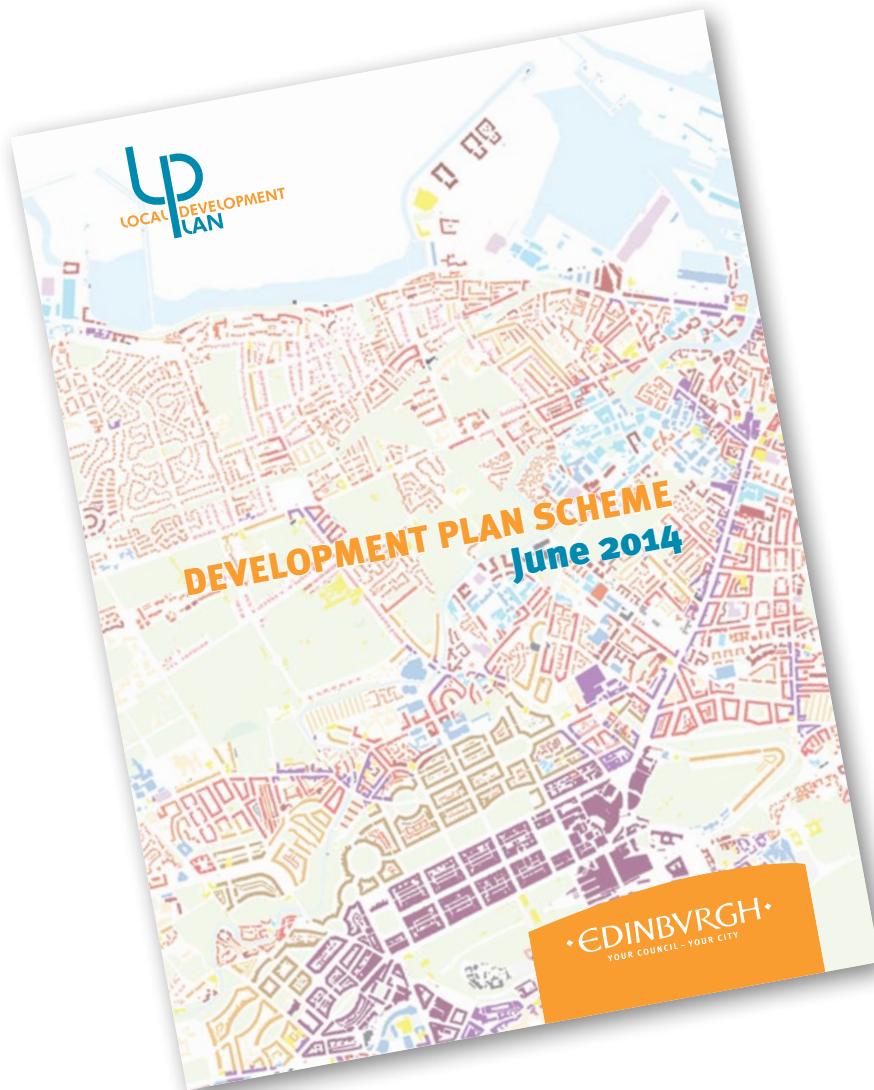 LOCAL DEVELOPMENT
PLAN
DEVELOPMENT PLAN SCHEME
June 2014
EDINBVRGH
YOUR COUNCIL – YOUR CITY